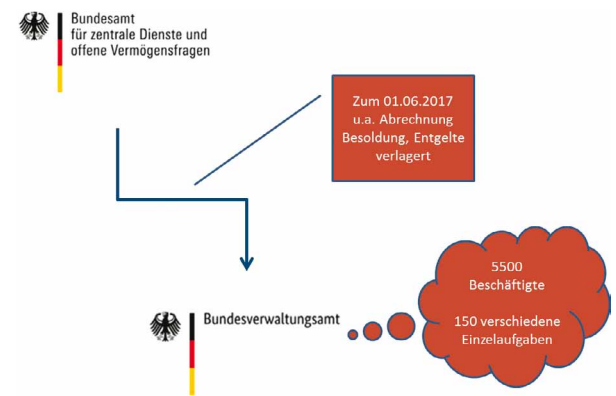 Bundesamt
für zentrale Dienste und
offene Vermögensfragen
Zum 01.06.2017
u.a. Abrechnung
Besoldung, Entgelte
verlagert
5500
Beschäftigte
150 verschiedene
Einzelaufgaben
Bundesverwaltungsamt